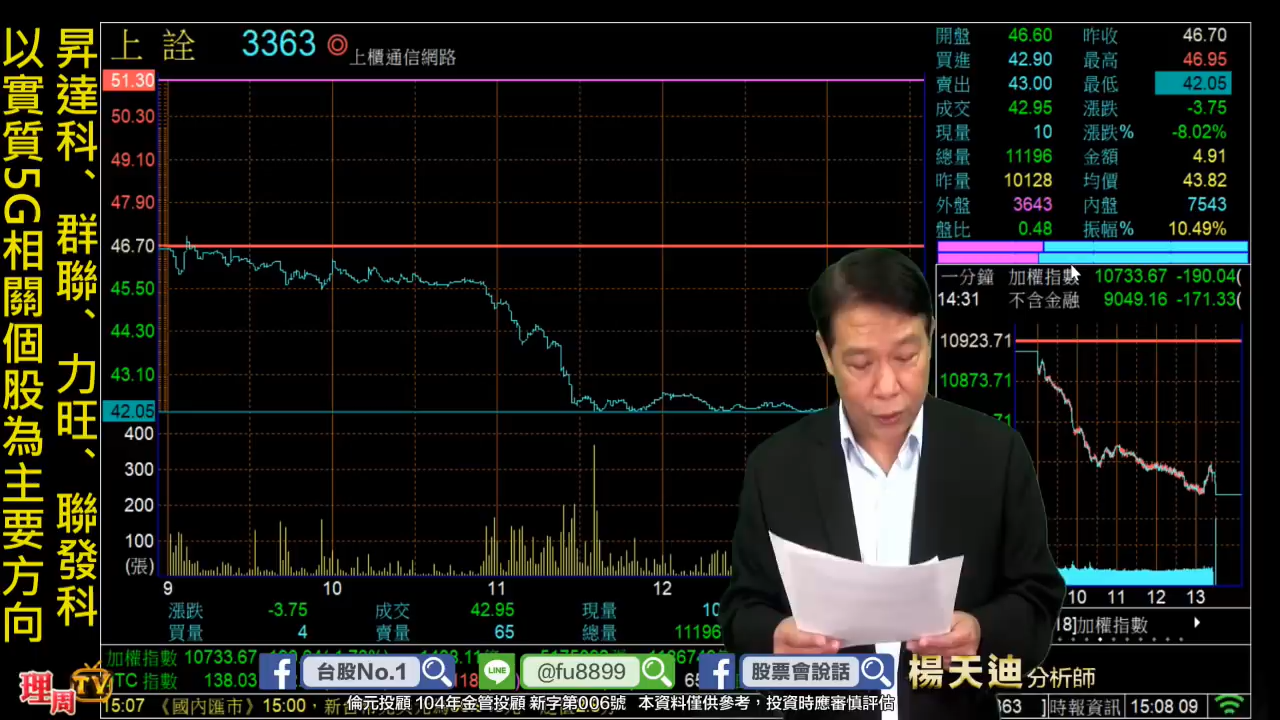 昇達科、群聯、力旺、聯發科
以實質5G相關個股為主要方向
上詮 3363 ◎上櫃通信網路
51.30
50.30
49.10
47.90
46.70
45.50
44.30
43.10
42.05
400
300
200
100
(張)
9 10 11 12
漲跌 -3.75 成交 42.95 現量 10
買量 4 賣量 65 總量 11196
開盤 46.60 昨收 46.70
買進 42.90 最高 46.95
賣出 43.00 最低 42.05
成交 42.95 漲跌 -3.75
現量 10 漲跌% -8.02%
總量 11196 金額 4.91
昨量 10128 均價 43.82
外盤 3643 內盤 7543
盤比 0.48 振幅% 10.49%
一分鐘 加權指數 10733.67 -190.04(
14:31 不含金融 9049.16 -171.33(
10923.71
10873.71
10 11 12 13
18]加權指數
加權指數 10733.67
TC 指數 138.03
台股No.1
LINE
@fu8899
股票會說話
楊天迪 分析師
理周TV
15:07 《國內匯市》 15:00，
倫元投顧 104年金管投顧 新字第006號 本資料僅供參考，投資時應審慎評估
363 ]時報資訊 15:08 09